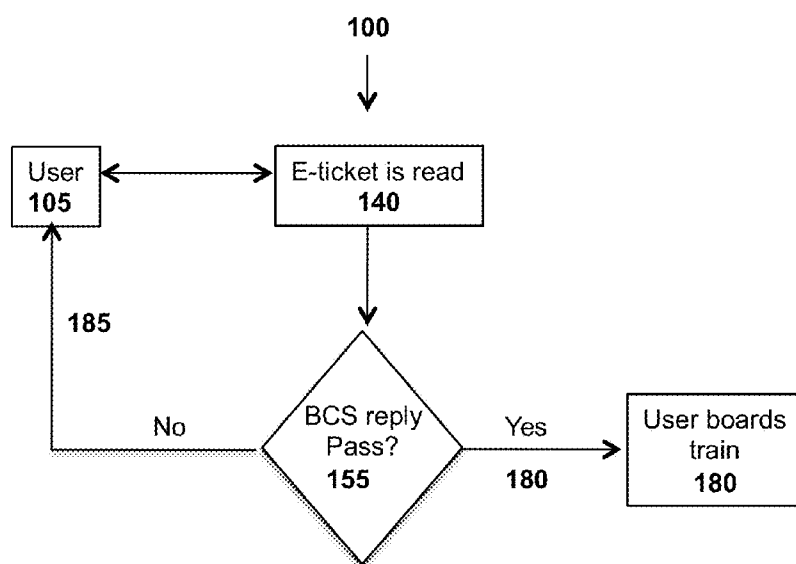 100
User
105
E-ticket is read
140
185
No
BCS reply
Pass?
155
Yes
180
User boards
train
180